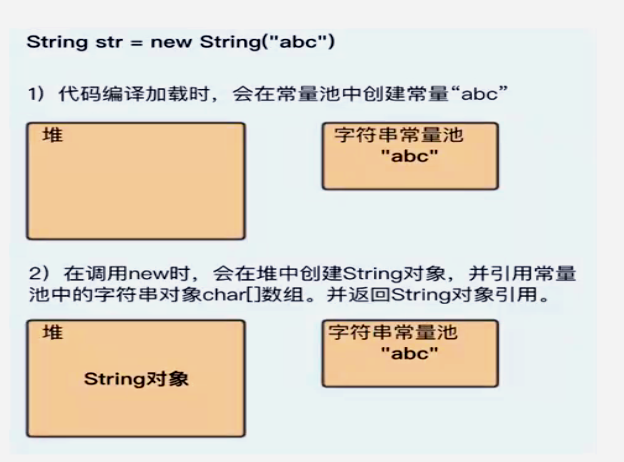 String str = new String("abc")
1）代码编译加载时，会在常量池中创建常量“abc”
堆
字符串常量池
"abc"
2）在调用new时，会在堆中创建String对象，并引用常量
池中的字符串对象char[]数组。并返回String对象引用。
堆
String对象
字符串常量池
"abc"